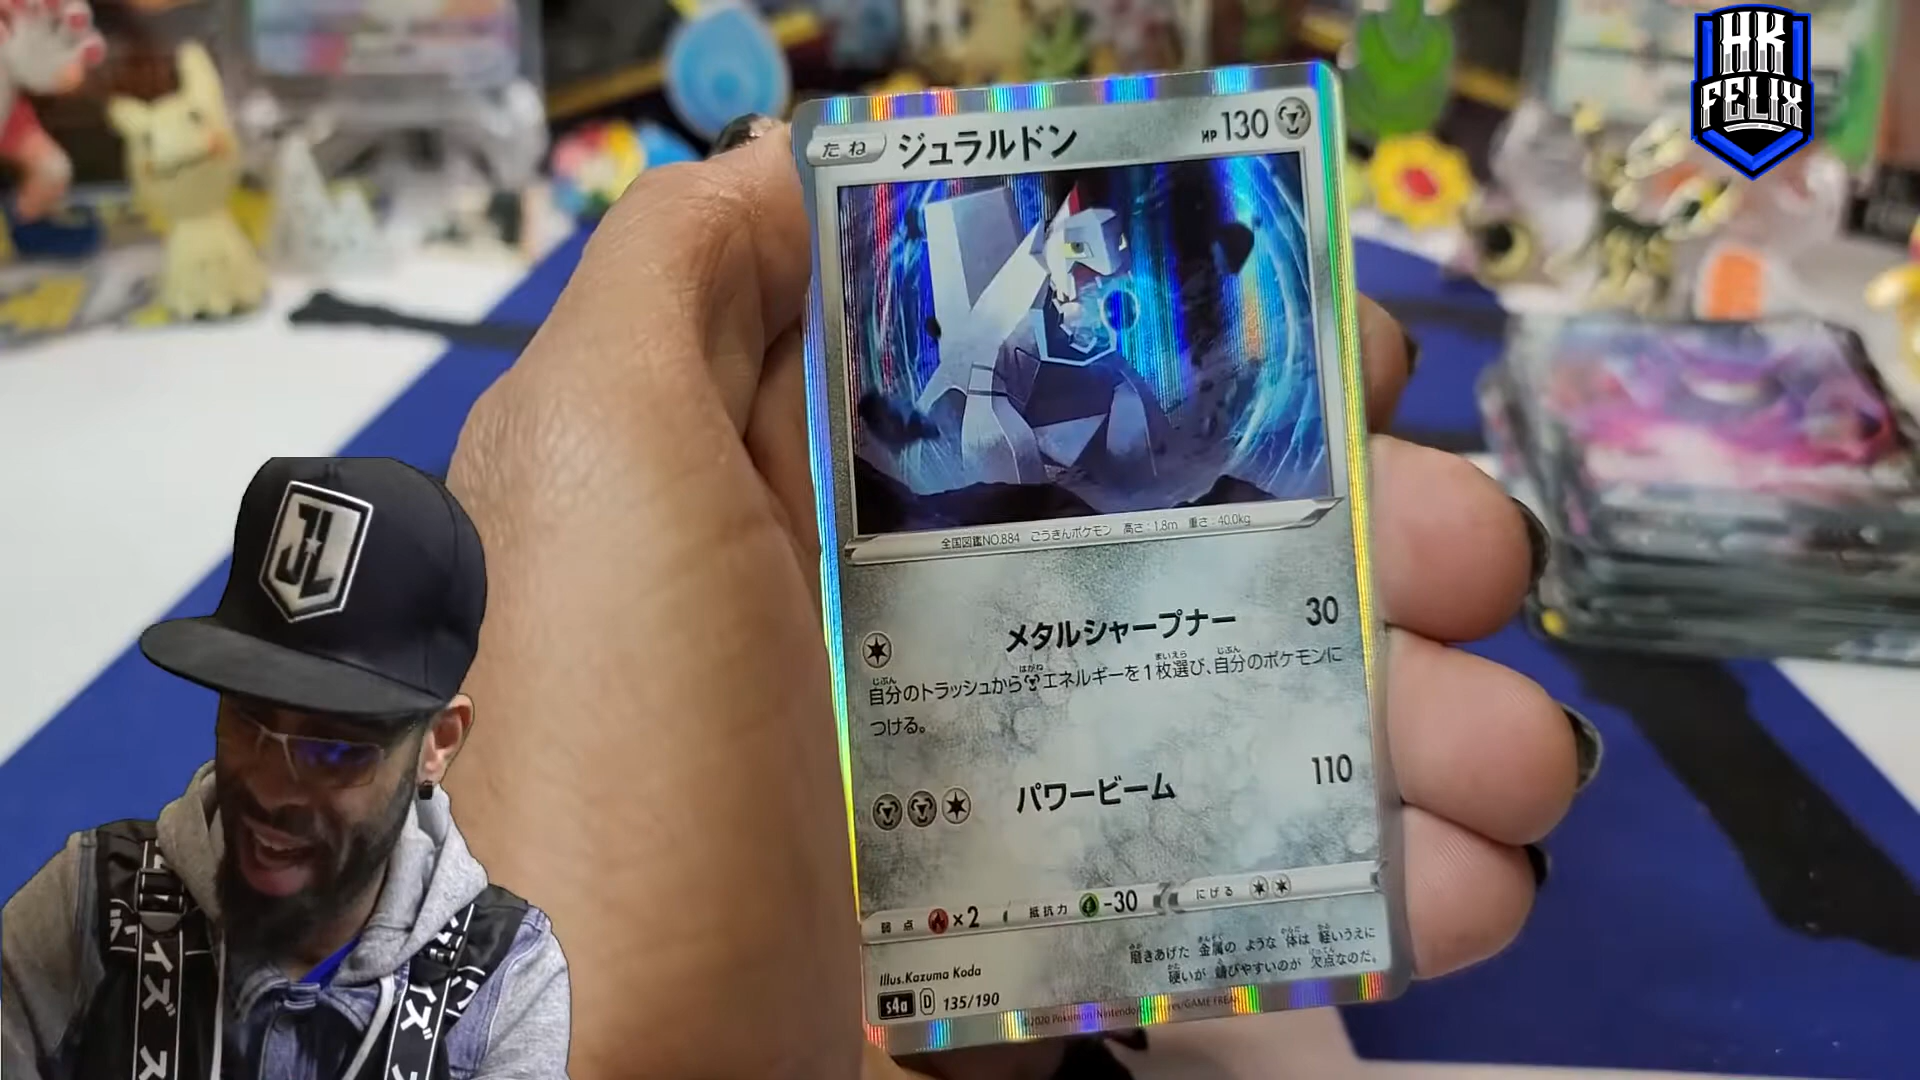 HK
FELIX
たね ジュラルドン HP 130
全国図鑑NO.884 ごうきんポケモン 高さ:1.8m 重さ:40.0kg
メタルシャープナー 30
自分のトラッシュからエネルギーを1枚選び、自分のポケモンに
つける。
パワービーム 110
弱点 ×2 抵抗力 -30 にげる
磨きあげた 金属の ような 体は 軽いうえに
硬いが 錆びやすいのが 欠点なのだ。
Illus.Kazuma Koda
s4a D 135/190
©2020 Pokémon/Nintendo/Creatures/GAME FREAK
JL
イズ
ス
イズ